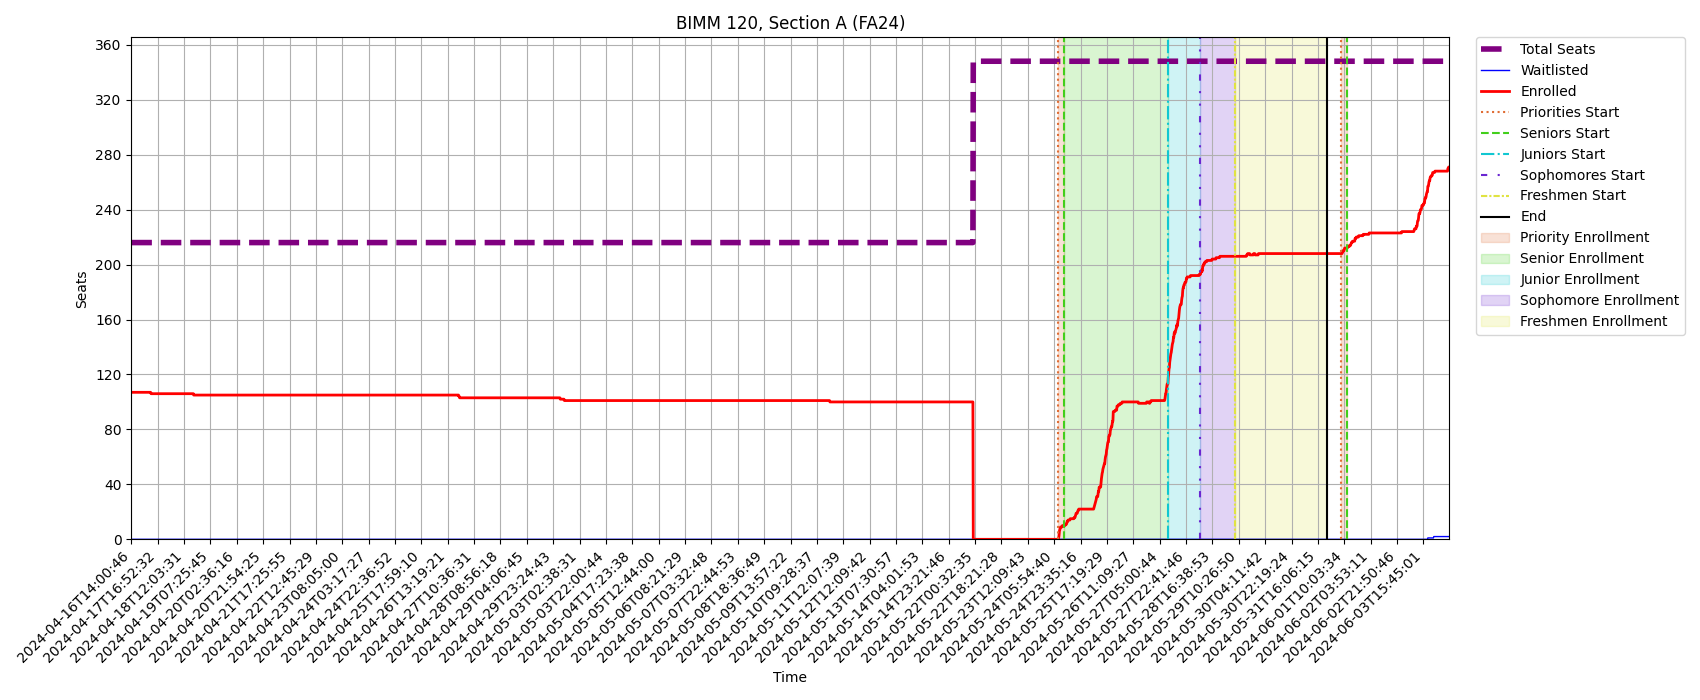 BIMM 120, Section A (FA24)
Seats
360
320
280
240
200
160
120
80
40
0
2024-04-16T14:00:46
2024-04-17T16:52:32
2024-04-18T12:03:31
2024-04-19T07:25:45
2024-04-20T02:36:16
2024-04-20T21:54:25
2024-04-21T17:25:55
2024-04-22T12:45:29
2024-04-23T08:05:00
2024-04-24T03:17:27
2024-04-24T22:36:52
2024-04-25T17:59:10
2024-04-26T13:19:21
2024-04-27T10:36:31
2024-04-28T08:56:18
2024-04-29T04:06:45
2024-04-29T23:24:43
2024-05-03T02:38:31
2024-05-03T22:00:44
2024-05-04T17:23:38
2024-05-05T12:44:00
2024-05-06T08:21:29
2024-05-07T03:32:48
2024-05-07T22:44:53
2024-05-08T18:36:49
2024-05-09T13:57:22
2024-05-10T09:28:37
2024-05-11T12:07:39
2024-05-12T12:09:42
2024-05-13T07:30:57
2024-05-14T04:01:53
2024-05-14T23:21:46
2024-05-22T00:32:35
2024-05-22T18:21:28
2024-05-23T12:09:43
2024-05-24T05:54:40
2024-05-24T23:35:16
2024-05-25T17:19:29
2024-05-26T11:09:27
2024-05-27T05:00:44
2024-05-27T22:41:46
2024-05-28T16:38:53
2024-05-29T10:26:50
2024-05-30T04:11:42
2024-05-30T22:19:24
2024-05-31T16:06:15
2024-06-01T10:03:34
2024-06-02T03:53:11
2024-06-02T21:50:46
2024-06-03T15:45:01
Time
Total Seats
Waitlisted
Enrolled
Priorities Start
Seniors Start
Juniors Start
Sophomores Start
Freshmen Start
End
Priority Enrollment
Senior Enrollment
Junior Enrollment
Sophomore Enrollment
Freshmen Enrollment